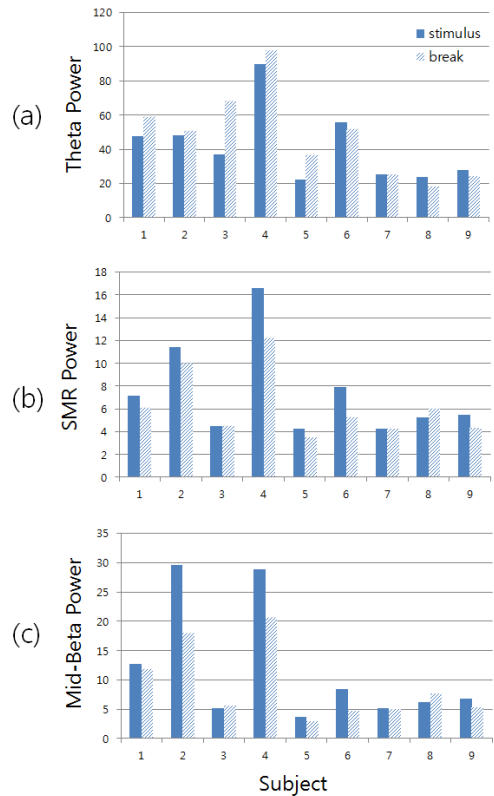 (a)
Theta Power
120
100
80
60
40
20
0
stimulus
break
1 2 3 4 5 6 7 8 9
(b)
SMR Power
18
16
14
12
10
8
6
4
2
0
1 2 3 4 5 6 7 8 9
(c)
Mid-Beta Power
35
30
25
20
15
10
5
0
1 2 3 4 5 6 7 8 9
Subject